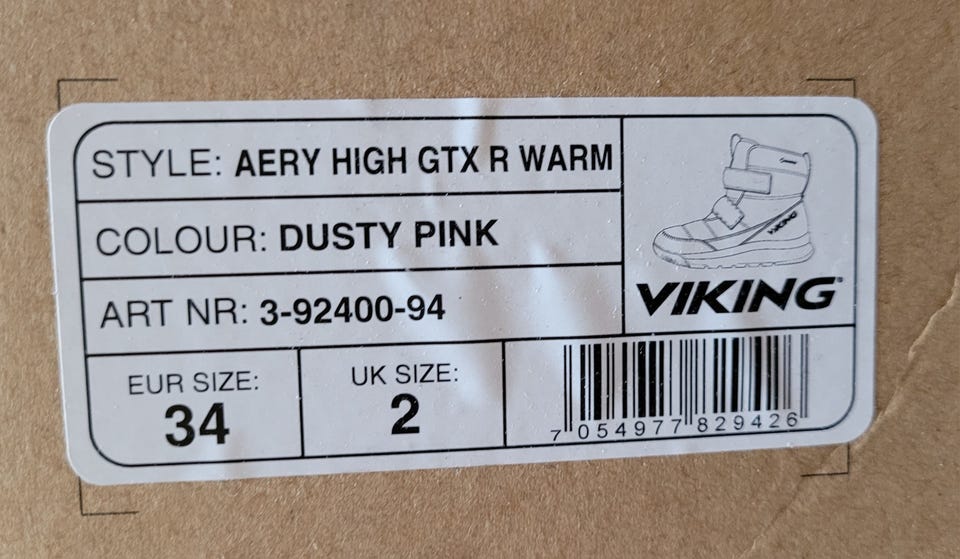 STYLE: AERY HIGH GTX R WARM
COLOUR: DUSTY PINK
ART NR: 3-92400-94
VIKING
VIKING
EUR SIZE:
34
UK SIZE:
2
7 054977 829426